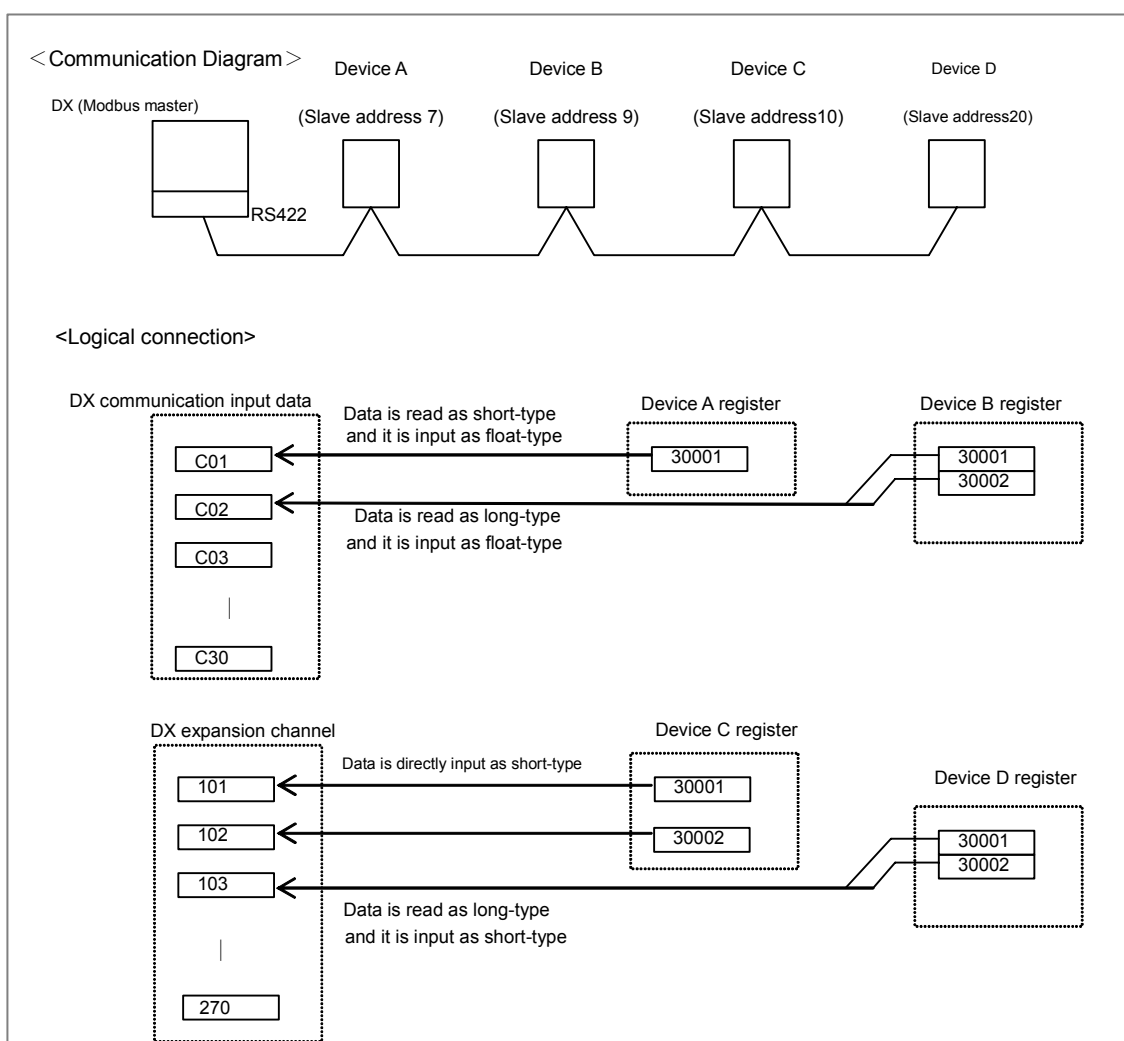 ＜Communication Diagram＞
Device A
Device B
Device C
Device D
DX (Modbus master)
(Slave address 7)
(Slave address 9)
(Slave address10)
(Slave address20)
RS422
<Logical connection>
DX communication input data
Data is read as short-type
and it is input as float-type
Device A register
Device B register
C01
30001
30001
30002
C02
Data is read as long-type
and it is input as float-type
C03
C30
DX expansion channel
Device C register
Data is directly input as short-type
Device D register
101
30001
102
30002
30001
30002
103
Data is read as long-type
and it is input as short-type
270